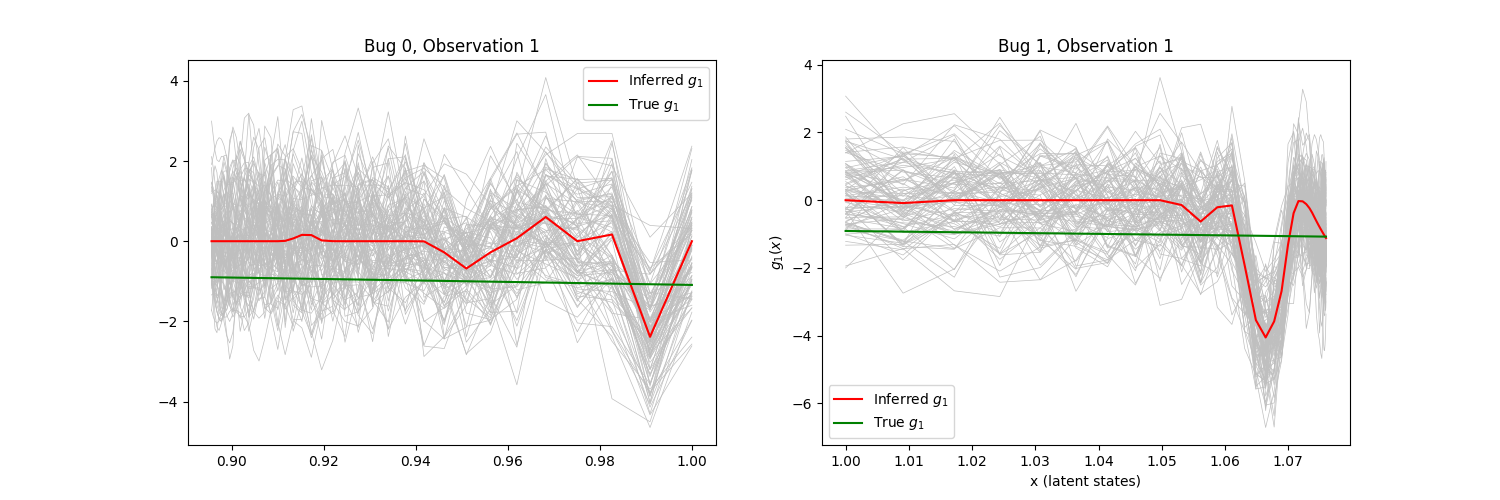 Bug 0, Observation 1
4
2
0
−2
−4
0.90 0.92 0.94 0.96 0.98 1.00
Inferred g₁
True g₁
Bug 1, Observation 1
4
2
0
−2
−4
−6
g₁(x)
Inferred g₁
True g₁
1.00 1.01 1.02 1.03 1.04 1.05 1.06 1.07
x (latent states)